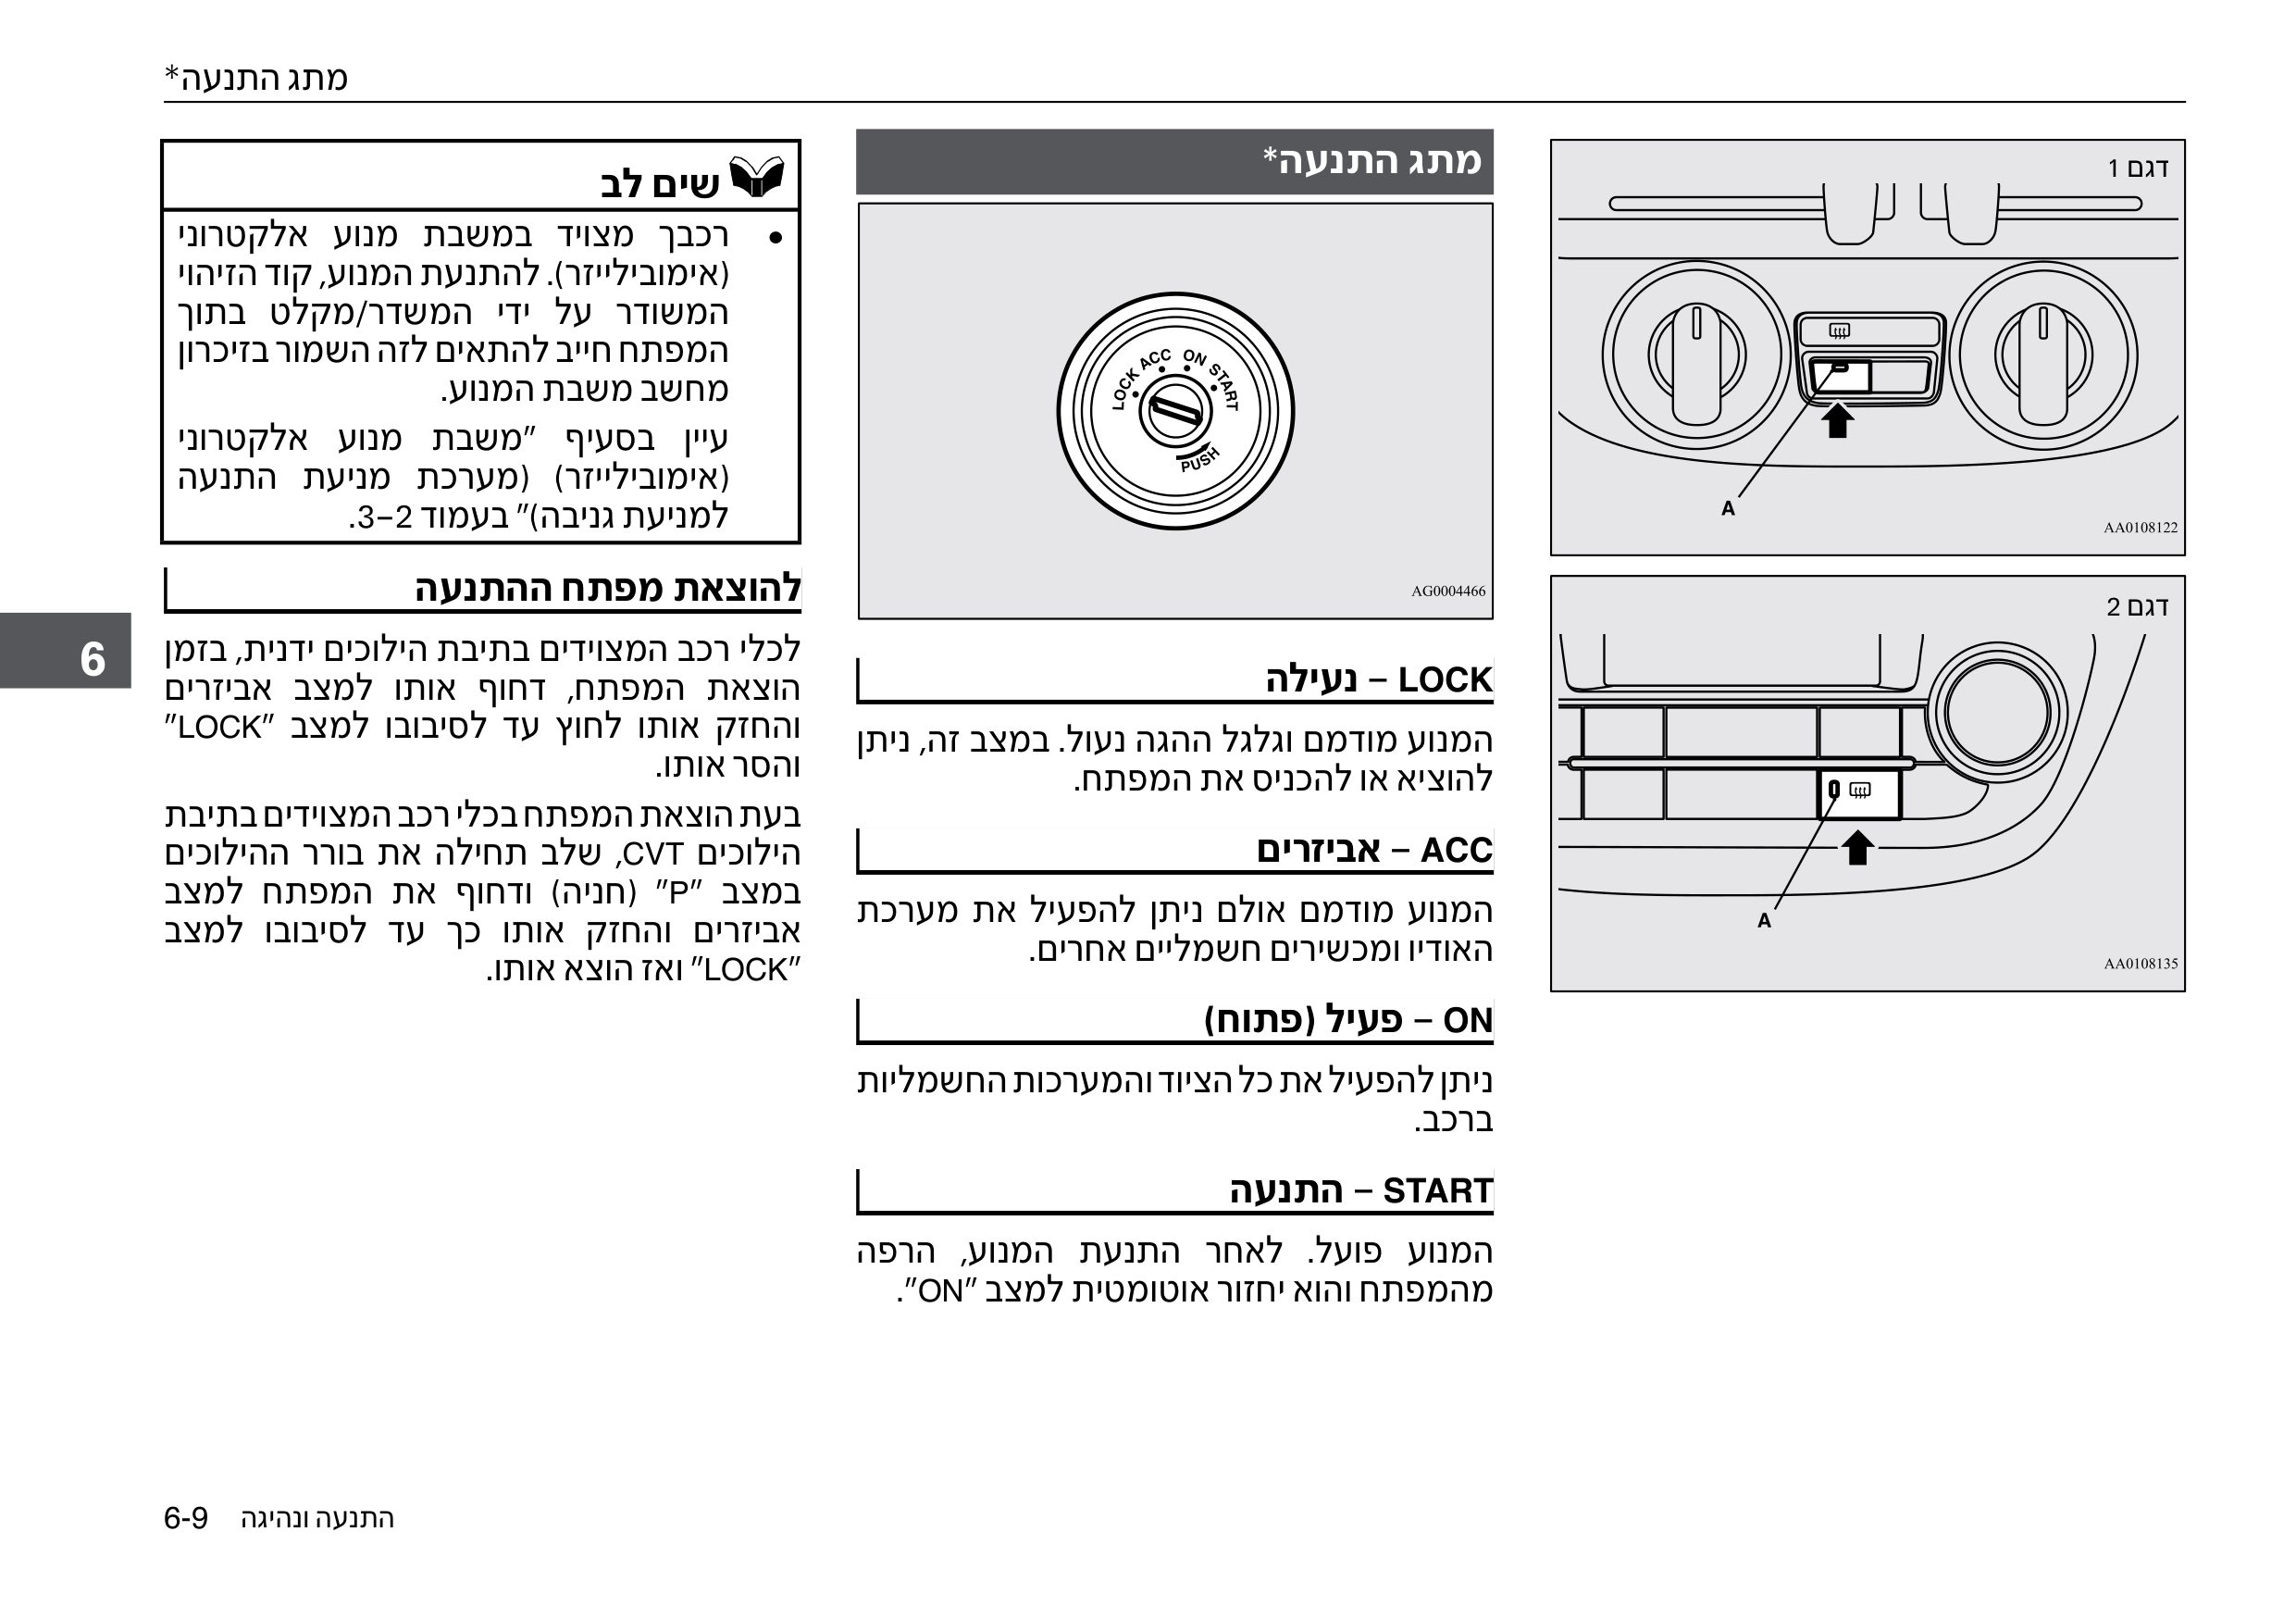 מתג התנעה*
דגם 1
A
AA0108122
דגם 2
A
AA0108135
מתג התנעה*
LOCK ACC ON START
PUSH
AG0004466
LOCK – נעילה
המנוע מודמם וגלגל ההגה נעול. במצב זה, ניתן
להוציא או להכניס את המפתח.
ACC – אביזרים
המנוע מודמם אולם ניתן להפעיל את מערכת
האודיו ומכשירים חשמליים אחרים.
ON – פעיל (פתוח)
ניתן להפעיל את כל הציוד והמערכות החשמליות
ברכב.
START – התנעה
המנוע פועל. לאחר התנעת המנוע, הרפה
מהמפתח והוא יחזור אוטומטית למצב "ON".
שים לב
• רכבך מצויד במשבת מנוע אלקטרוני
(אימובילייזר). להתנעת המנוע, קוד הזיהוי
המשודר על ידי המשדר/מקלט בתוך
המפתח חייב להתאים לזה השמור בזיכרון
מחשב משבת המנוע.
עיין בסעיף "משבת מנוע אלקטרוני
(אימובילייזר) (מערכת מניעת התנעה
למניעת גניבה)" בעמוד 3-2.
להוצאת מפתח ההתנעה
לכלי רכב המצוידים בתיבת הילוכים ידנית, בזמן
הוצאת המפתח, דחוף אותו למצב אביזרים
והחזק אותו לחוץ עד לסיבובו למצב "LOCK"
והסר אותו.
בעת הוצאת המפתח בכלי רכב המצוידים בתיבת
הילוכים CVT, שלב תחילה את בורר ההילוכים
במצב "P" (חניה) ודחוף את המפתח למצב
אביזרים והחזק אותו כך עד לסיבובו למצב
"LOCK" ואז הוצא אותו.
6
התנעה ונהיגה 6-9